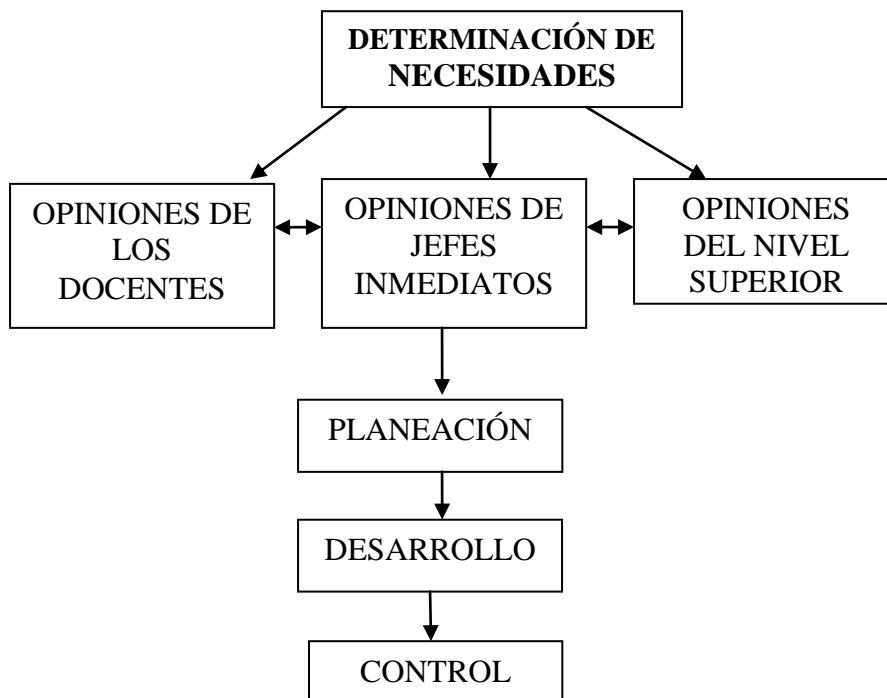 DETERMINACIÓN DE
NECESIDADES
OPINIONES DE
LOS
DOCENTES
OPINIONES DE
JEFES
INMEDIATOS
OPINIONES
DEL NIVEL
SUPERIOR
PLANEACIÓN
DESARROLLO
CONTROL